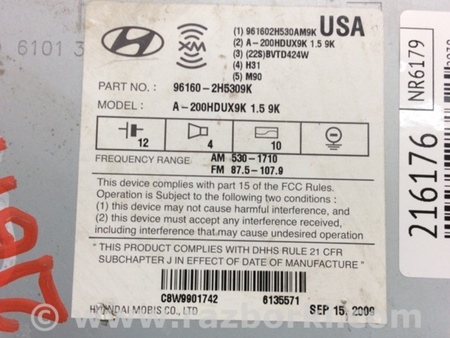 6101 3
XM
(1) 961602H530AM9K USA
(2) A-200HDUX9K 1.5 9K
(3) (22S)BVTD424W
(4) H31
(5) M90
PART NO. : 96160-2H5309K
MODEL : A-200HDUX9K 1.5 9K
12 4 10
FREQUENCY RANGE: AM 530-1710
FM 87.5-107.9
This device complies with part 15 of the FCC Rules.
Operation is Subject to the following two conditions:
(1) this device may not cause harmful interference, and
(2) this device must accept any interference received,
including interference that may cause undesired operation
" THIS PRODUCT COMPLIES WITH DHHS RULE 21 CFR
SUBCHAPTER J IN EFFECT OF DATE OF MANUFACTURE"
C8W9901742 6135571
HYUNDAI MOBIS CO., LTD SEP 15, 2009
216176
NR6179
www.razborki.com